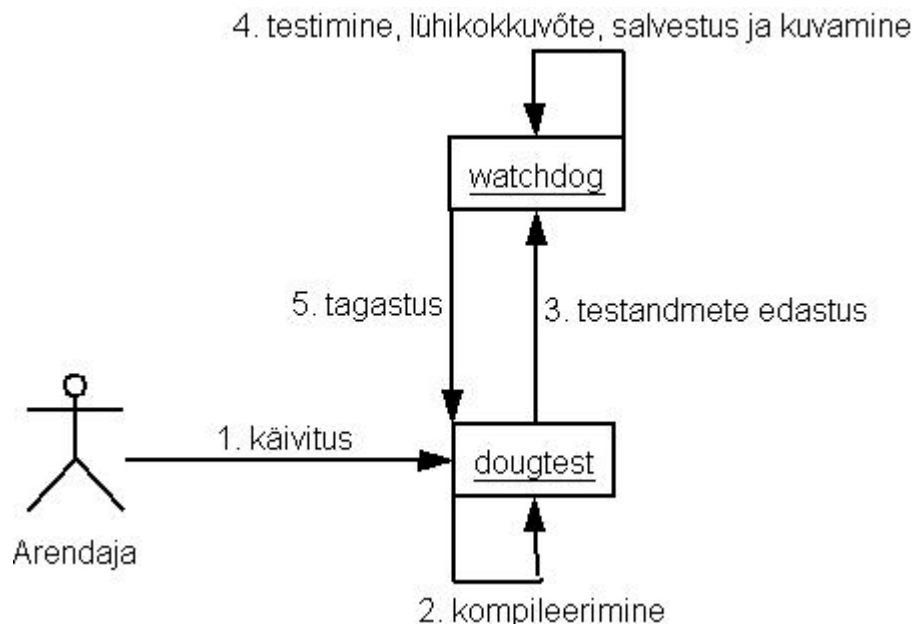 4. testimine, lühikokkuvõte, salvestus ja kuvamine
watchdog
5. tagastus
3. testandmete edastus
1. käivitus
dougtest
Arendaja
2. kompileerimine